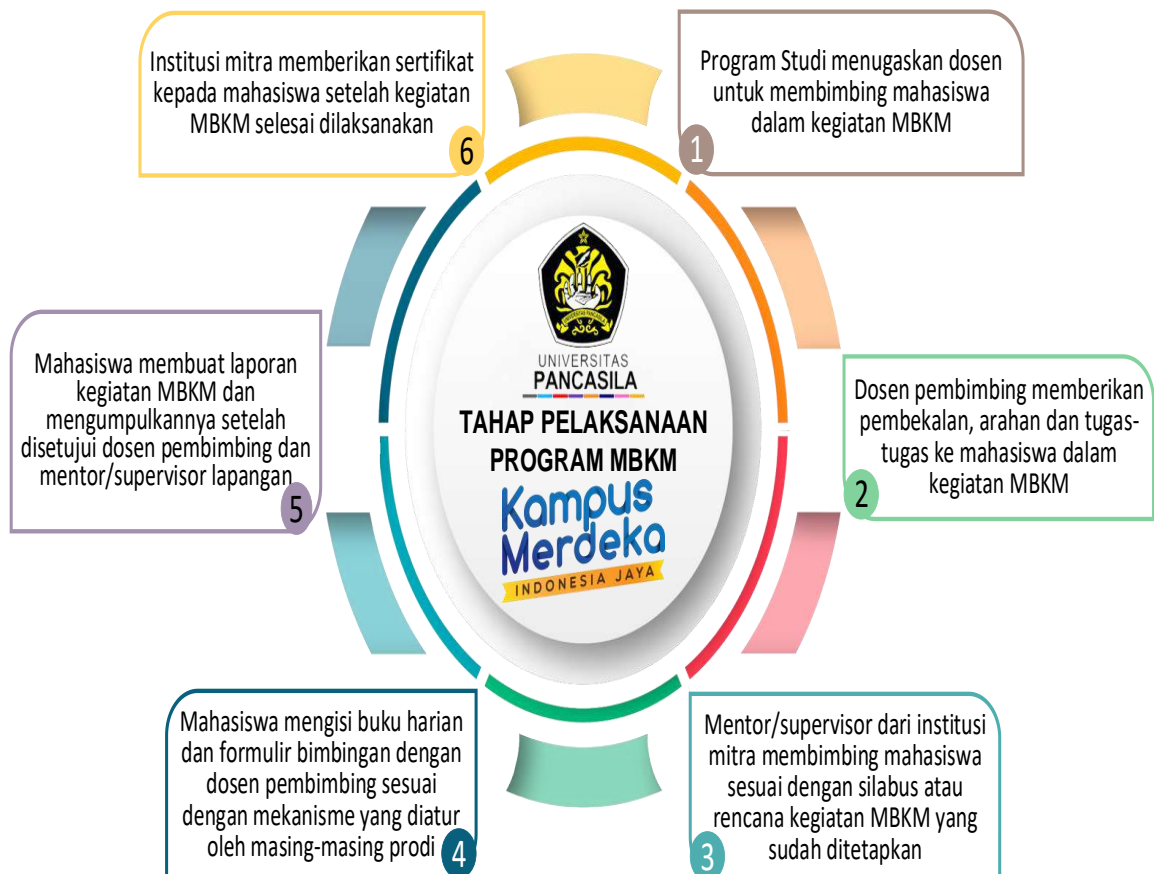 Institusi mitra memberikan sertifikat
kepada mahasiswa setelah kegiatan
MBKM selesai dilaksanakan
6
Program Studi menugaskan dosen
untuk membimbing mahasiswa
dalam kegiatan MBKM
1
UNIVERSITAS PANCASILA
UNIVERSITAS
PANCASILA
TAHAP PELAKSANAAN
PROGRAM MBKM
Kampus
Merdeka
INDONESIA JAYA
Dosen pembimbing memberikan
pembekalan, arahan dan tugas-
tugas ke mahasiswa dalam
kegiatan MBKM
2
Mahasiswa membuat laporan
kegiatan MBKM dan
mengumpulkannya setelah
disetujui dosen pembimbing dan
mentor/supervisor lapangan
5
Mahasiswa mengisi buku harian
dan formulir bimbingan dengan
dosen pembimbing sesuai
dengan mekanisme yang diatur
oleh masing-masing prodi
4
Mentor/supervisor dari institusi
mitra membimbing mahasiswa
sesuai dengan silabus atau
rencana kegiatan MBKM yang
sudah ditetapkan
3